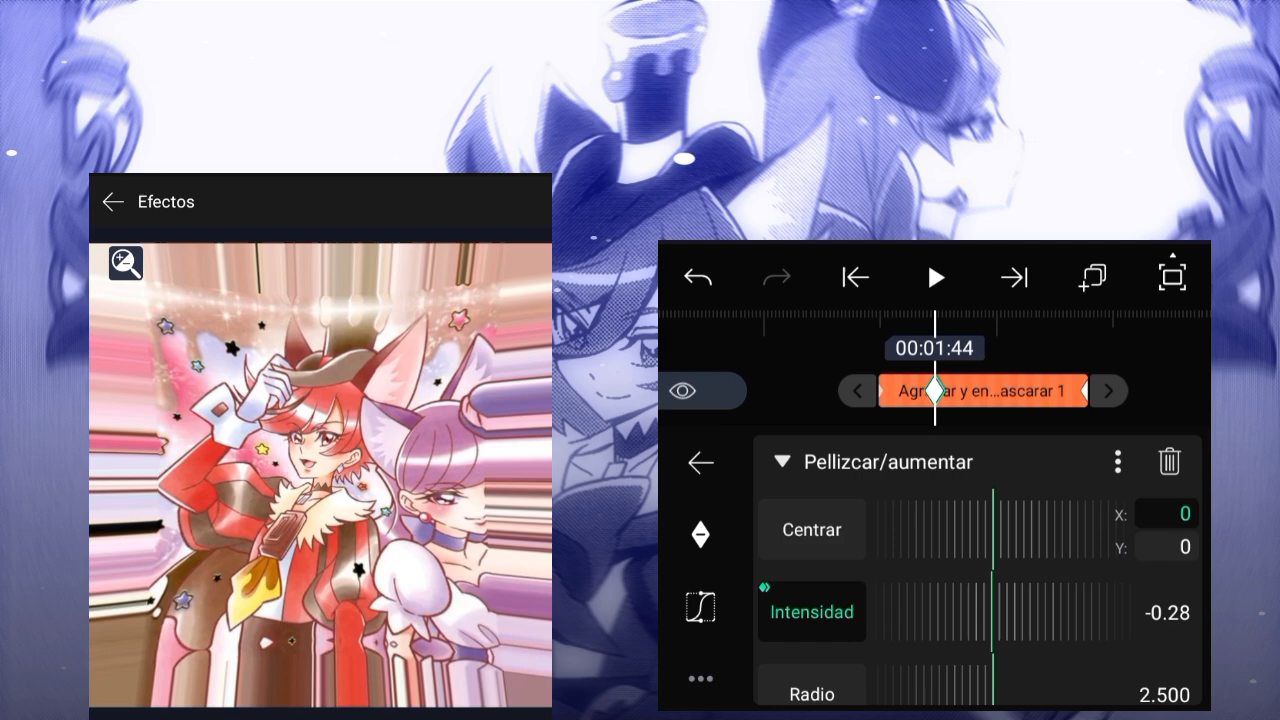 Efectos
00:01:44
Agr ar y en...ascarar 1
Pellizcar/aumentar
Centrar
X: 0
Y: 0
Intensidad
-0.28
Radio
2.500